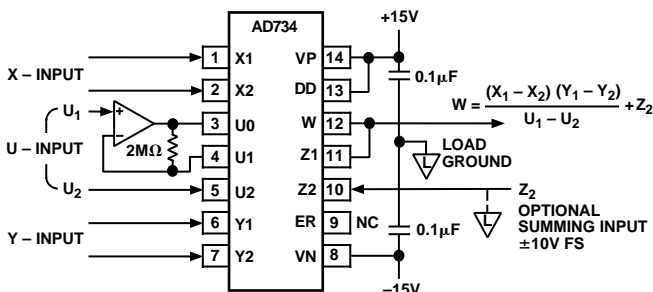 AD734
+15V
X – INPUT
1 X1
2 X2
3 U0
4 U1
5 U2
6 Y1
7 Y2
VP 14
DD 13
W 12
Z1 11
Z2 10
ER 9 NC
VN 8
U – INPUT
U1
+
–
2MΩ
U2
Y – INPUT
0.1μF
W = (X1 – X2) (Y1 – Y2) / U1 – U2 + Z2
L
LOAD
GROUND
Z2
L
OPTIONAL
SUMMING INPUT
±10V FS
0.1μF
–15V